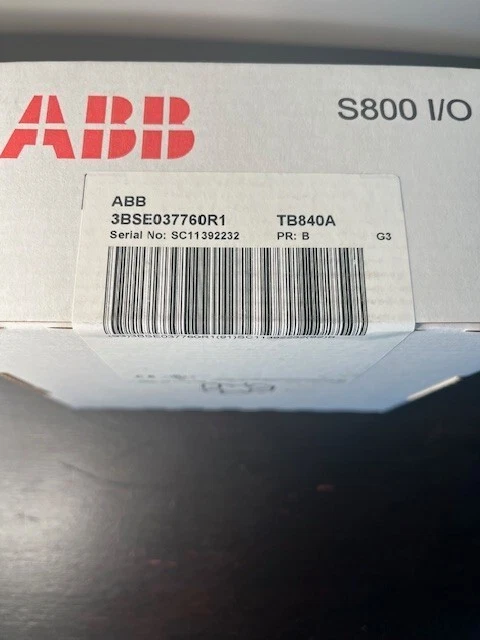 ABB
S800 I/O
ABB
3BSE037760R1 TB840A
Serial No: SC11392232 PR: B G3